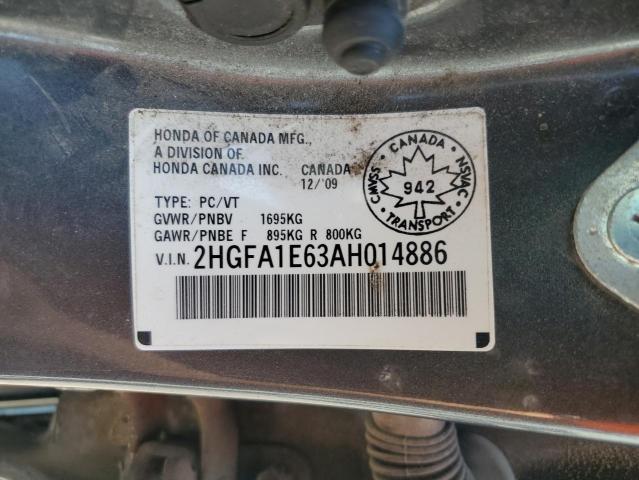 HONDA OF CANADA MFG.,
A DIVISION OF
HONDA CANADA INC. CANADA
12/'09
TYPE: PC/VT
GVWR/PNBV 1695KG
GAWR/PNBE F 895KG R 800KG
V.I.N. 2HGFA1E63AH014886
CANADA
CMVSS
942
NSVAC
TRANSPORT